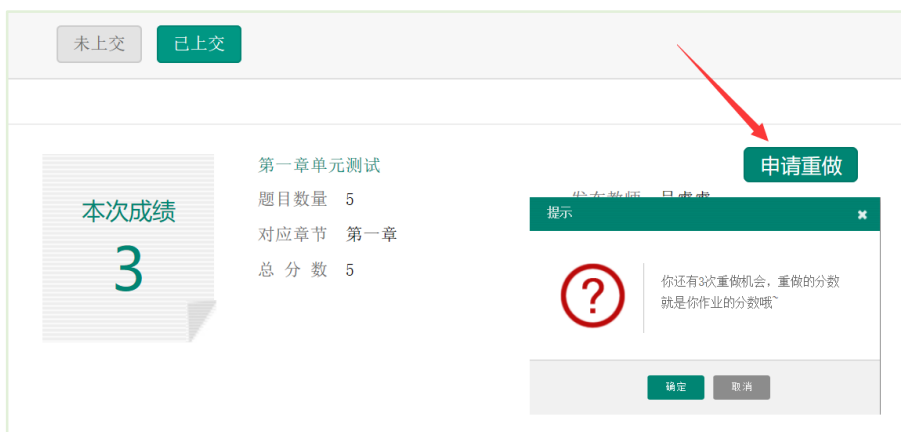 未上交
已上交
第一章单元测试
申请重做
本次成绩
3
题目数量 5
对应章节 第一章
总 分 数 5
提示
你还有3次重做机会，重做的分数
就是你作业的分数哦~
确定
取消